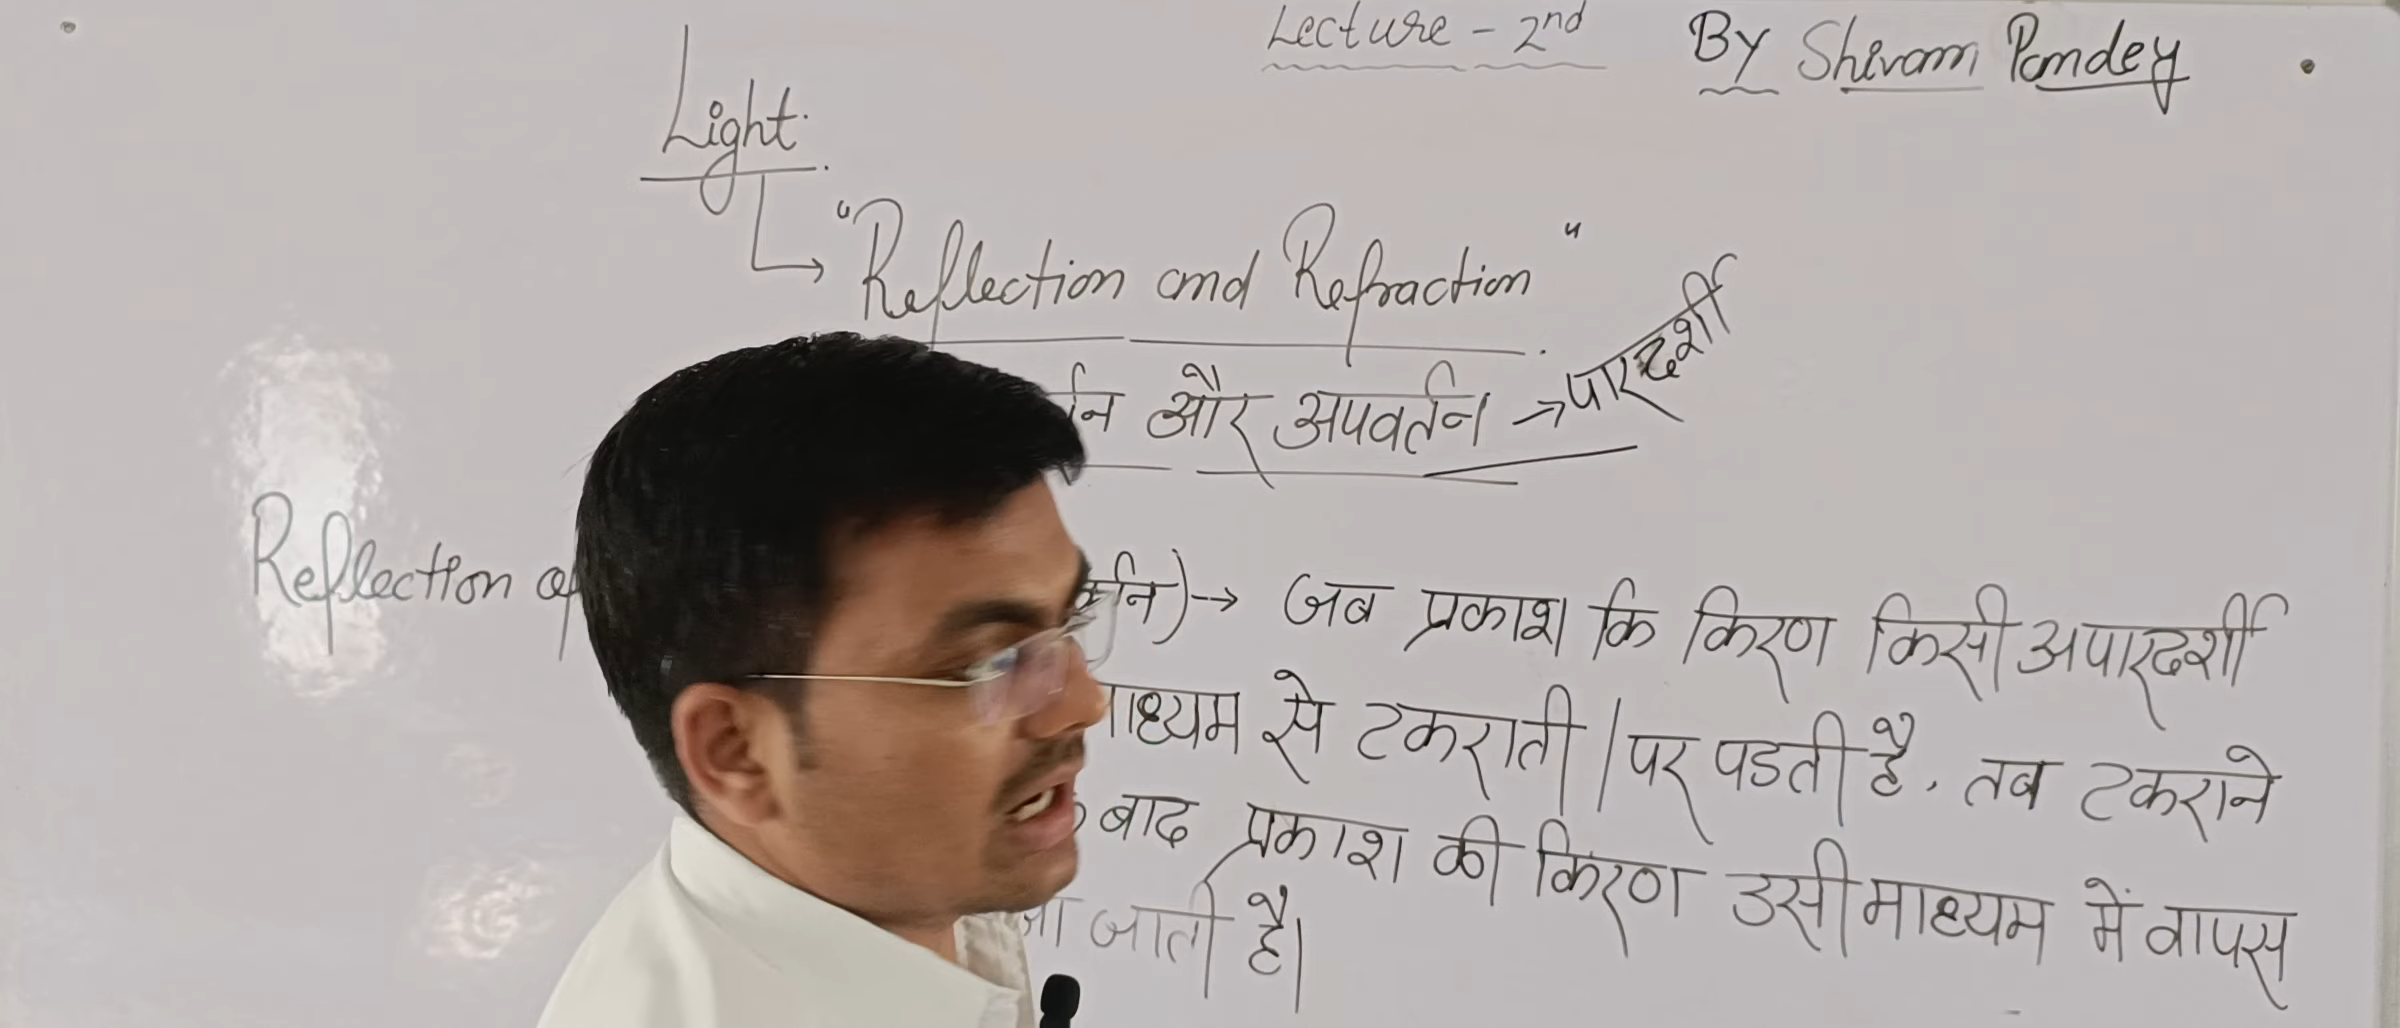 Lecture - 2nd By Shivam Pandey
Light
"Reflection and Refraction"
और अपवर्तन → पारदर्शी
Reflection of → जब प्रकाश कि किरण किसी अपारदर्शी
से टकराती / पर पडती है, तब टकराने
बाद प्रकाश की किरण उसी माध्यम में वापस
जाती है।